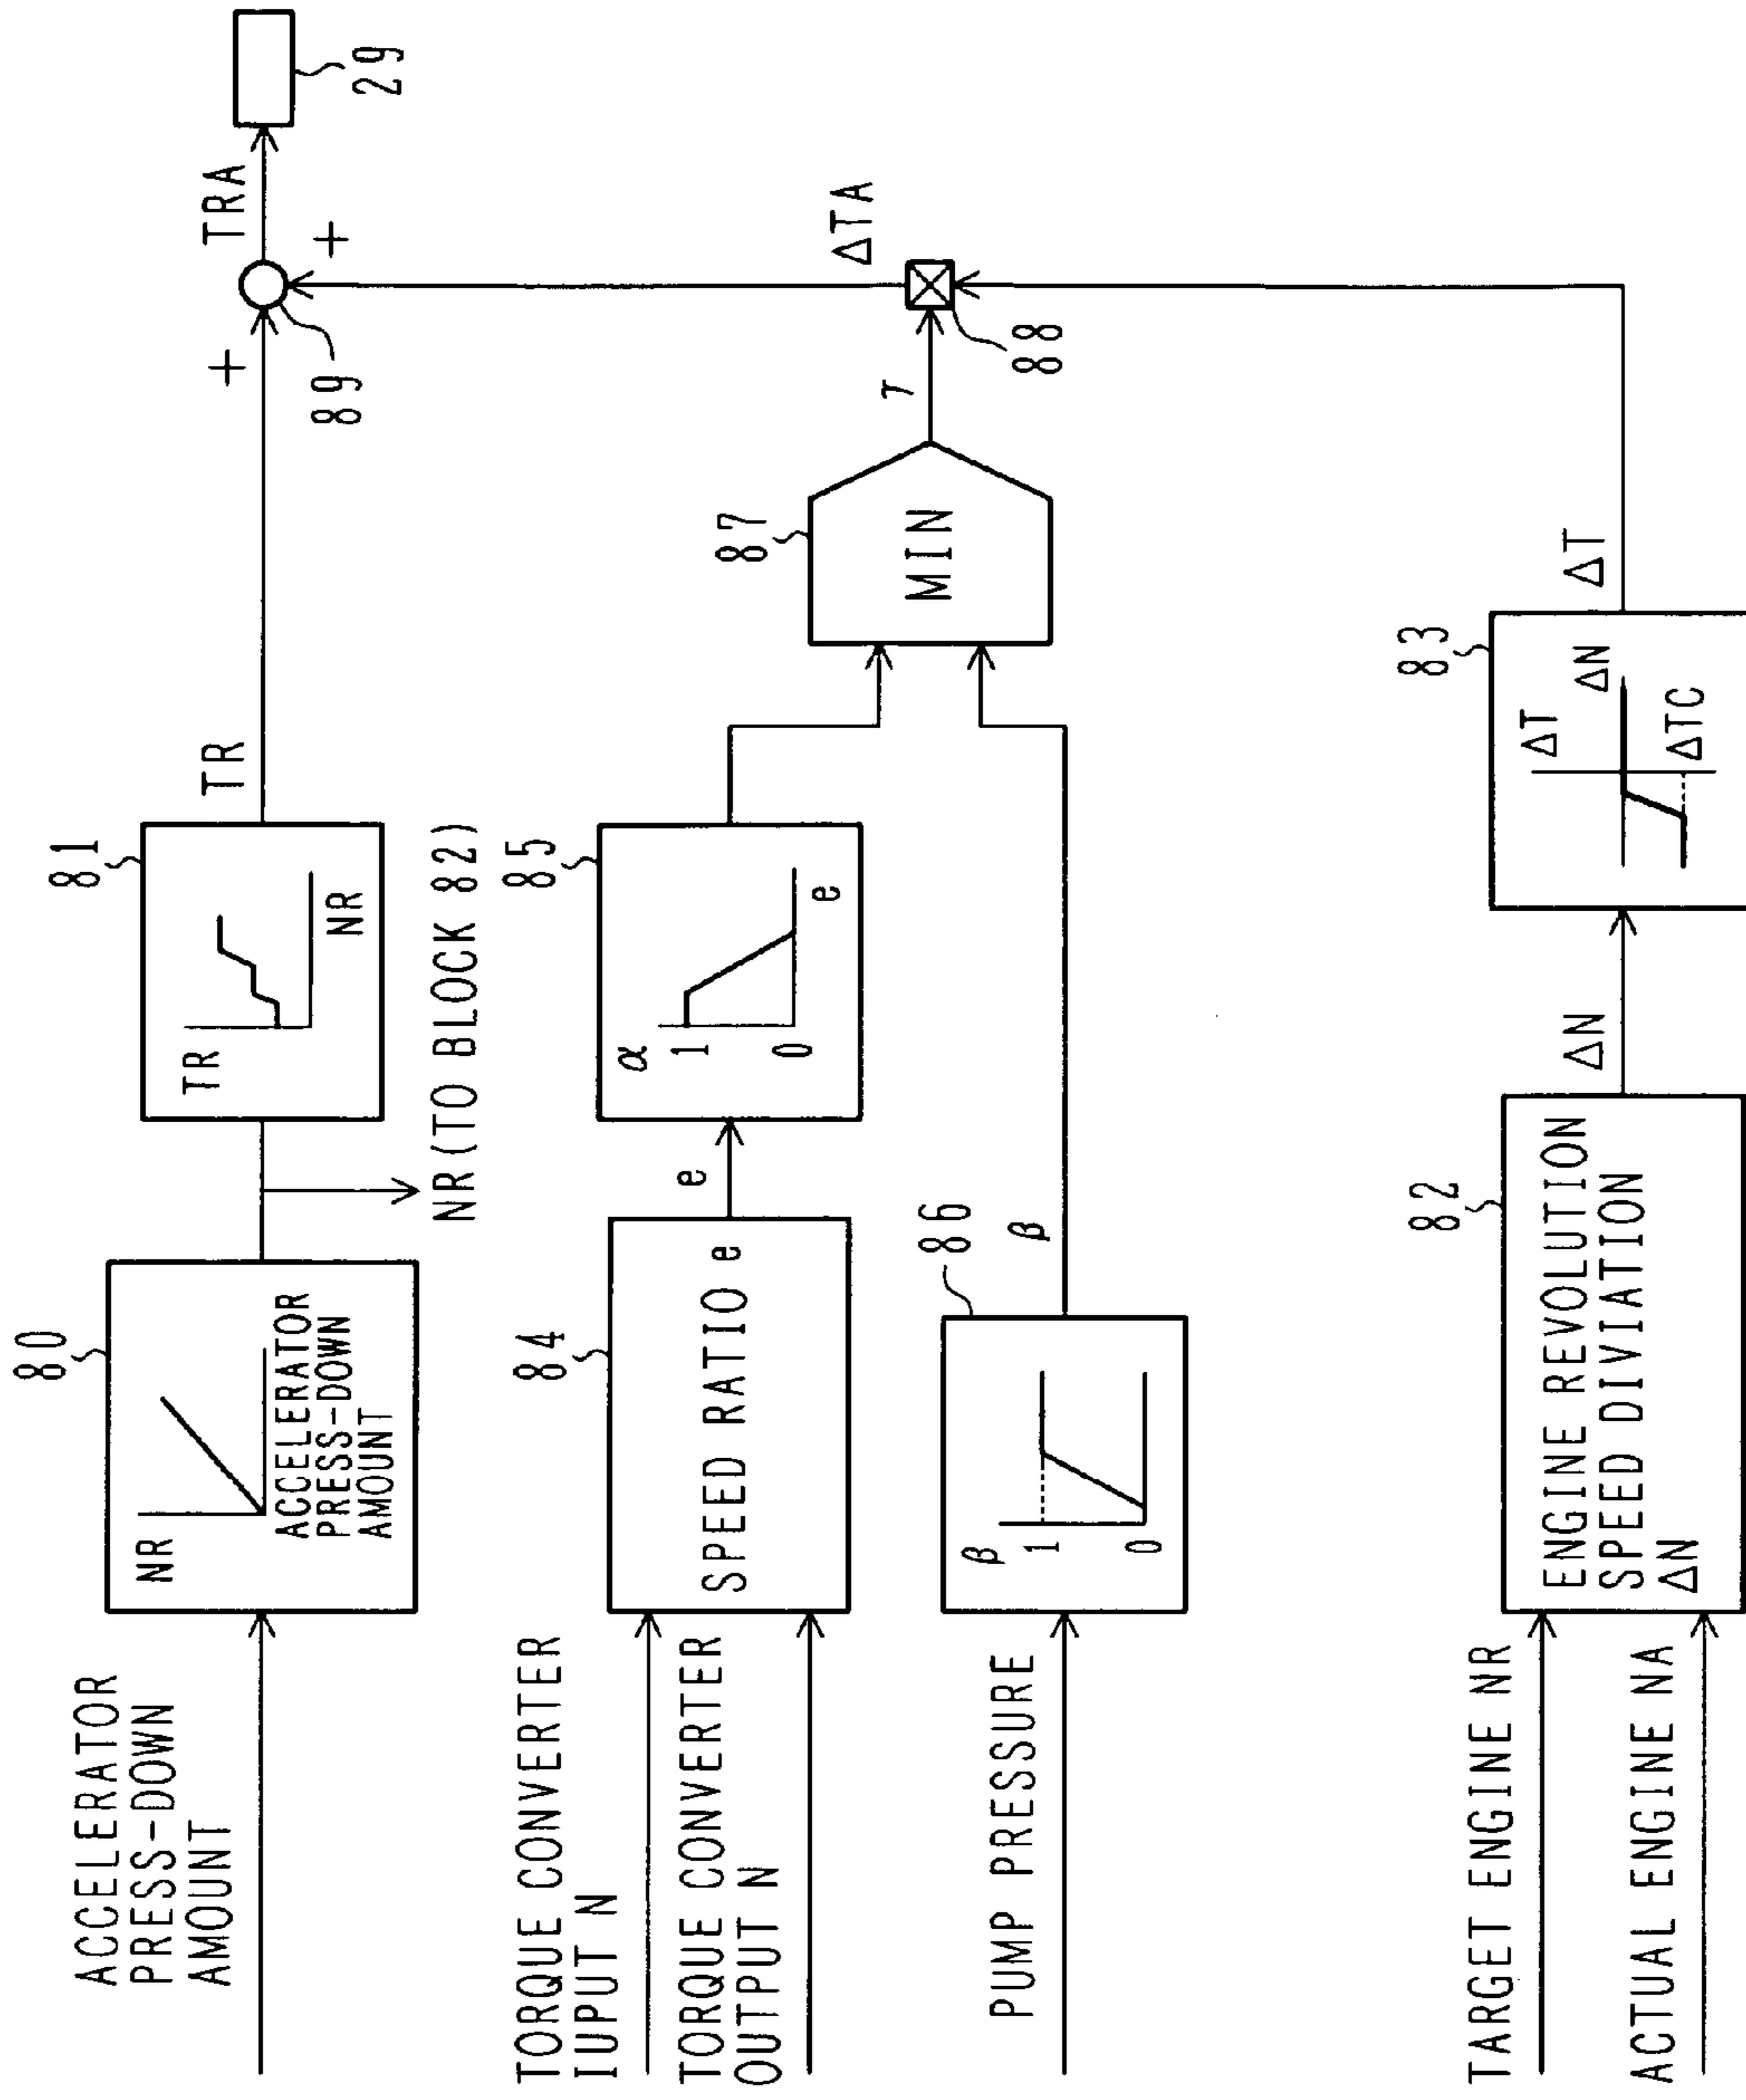 ACCELERATOR
PRESS-DOWN
AMOUNT
80
NR
ACCELERATOR
PRESS-DOWN
AMOUNT
NR (TO BLOCK 82)
81
TR
NR
TR
+
89
+
TRA
29
TORQUE CONVERTER
IUPUT N
TORQUE CONVERTER
OUTPUT N
84
SPEED RATIO e
e
85
α
1
0
e
PUMP PRESSURE
86
β
1
0
β
87
MIN
γ
88
ΔTA
TARGET ENGINE NR
ACTUAL ENGINE NA
82
ENGINE REVOLUTION
SPEED DIVIATION
ΔN
ΔN
83
ΔT
ΔN
ΔTC
ΔT